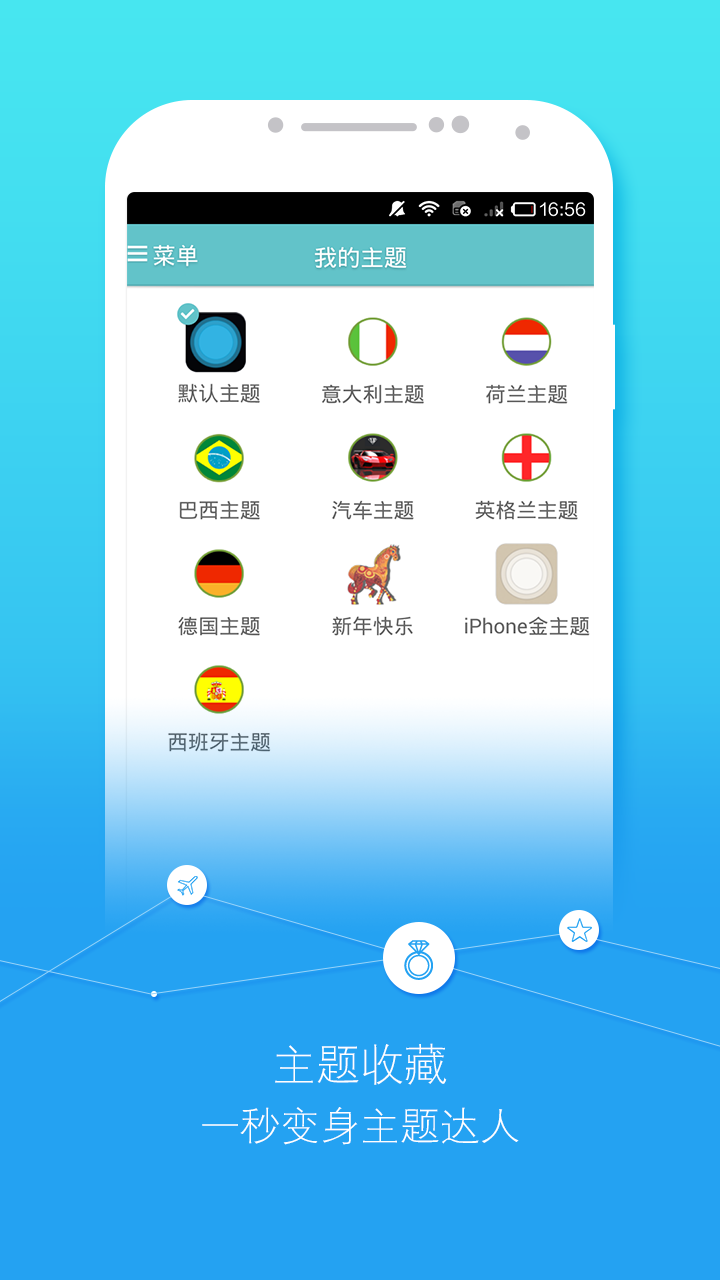 16:56
菜单 我的主题
默认主题 意大利主题 荷兰主题
巴西主题 汽车主题 英格兰主题
德国主题 新年快乐 iPhone金主题
西班牙主题
主题收藏
一秒变身主题达人